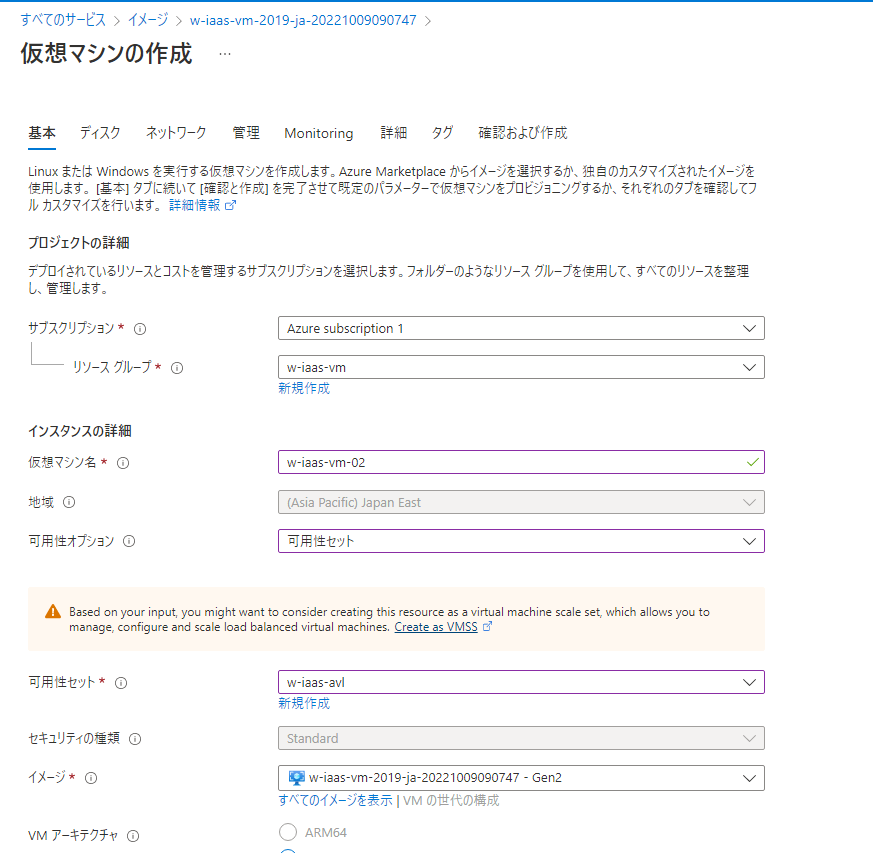 すべてのサービス > イメージ > w-iaas-vm-2019-ja-20221009090747 >
仮想マシンの作成 …
基本 ディスク ネットワーク 管理 Monitoring 詳細 タグ 確認および作成
Linux または Windows を実行する仮想マシンを作成します。Azure Marketplace からイメージを選択するか、独自のカスタマイズされたイメージを
使用します。[基本] タブに続いて [確認と作成] を完了させて既定のパラメーターで仮想マシンをプロビジョニングするか、それぞれのタブを確認してフ
ル カスタマイズを行います。 詳細情報
プロジェクトの詳細
デプロイされているリソースとコストを管理するサブスクリプションを選択します。フォルダーのようなリソース グループを使用して、すべてのリソースを整理
し、管理します。
サブスクリプション * Azure subscription 1
リソース グループ * w-iaas-vm
新規作成
インスタンスの詳細
仮想マシン名 * w-iaas-vm-02
地域 (Asia Pacific) Japan East
可用性オプション 可用性セット
Based on your input, you might want to consider creating this resource as a virtual machine scale set, which allows you to
manage, configure and scale load balanced virtual machines. Create as VMSS
可用性セット * w-iaas-avl
新規作成
セキュリティの種類 Standard
イメージ * w-iaas-vm-2019-ja-20221009090747 - Gen2
すべてのイメージを表示 | VM の世代の構成
VM アーキテクチャ ARM64